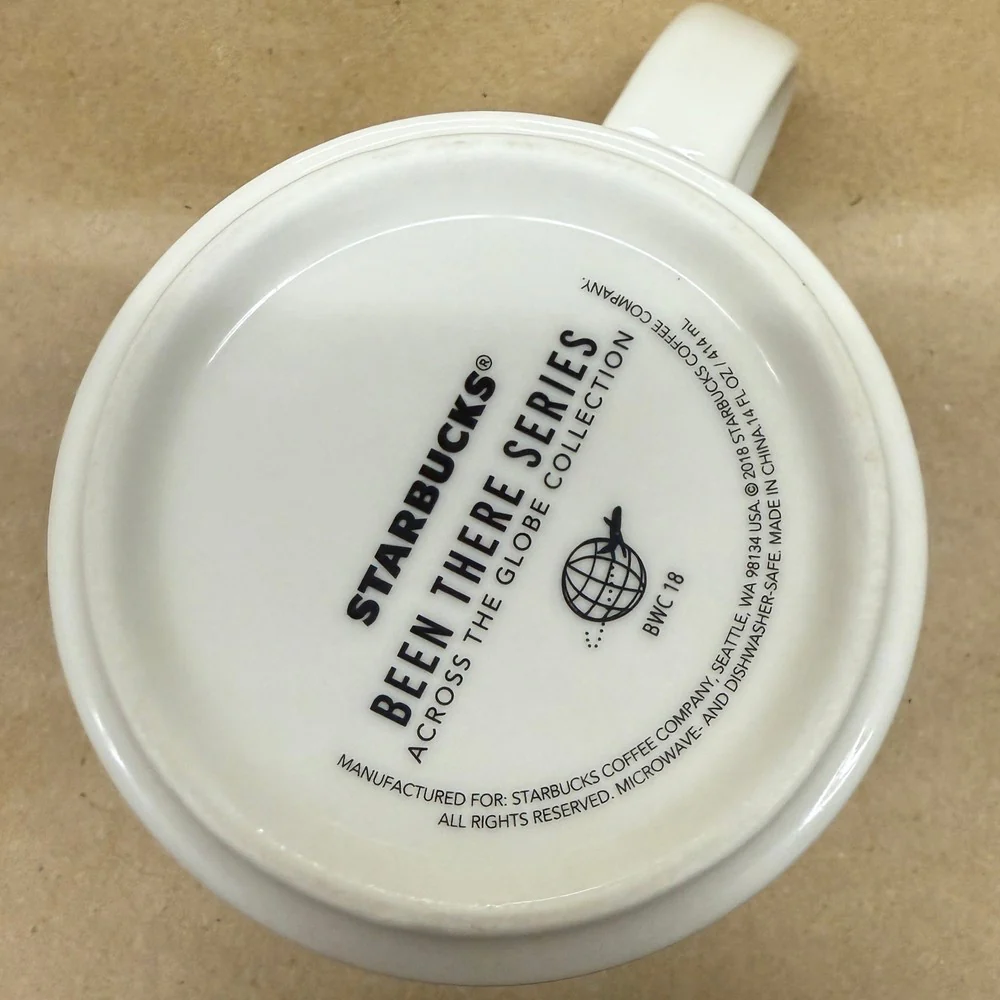 STARBUCKS®
BEEN THERE SERIES
ACROSS THE GLOBE COLLECTION
BWC 18
MANUFACTURED FOR: STARBUCKS COFFEE COMPANY, SEATTLE, WA 98134 USA. © 2018 STARBUCKS COFFEE COMPANY.
ALL RIGHTS RESERVED. MICROWAVE- AND DISHWASHER-SAFE. MADE IN CHINA. 14 FL OZ / 414 mL